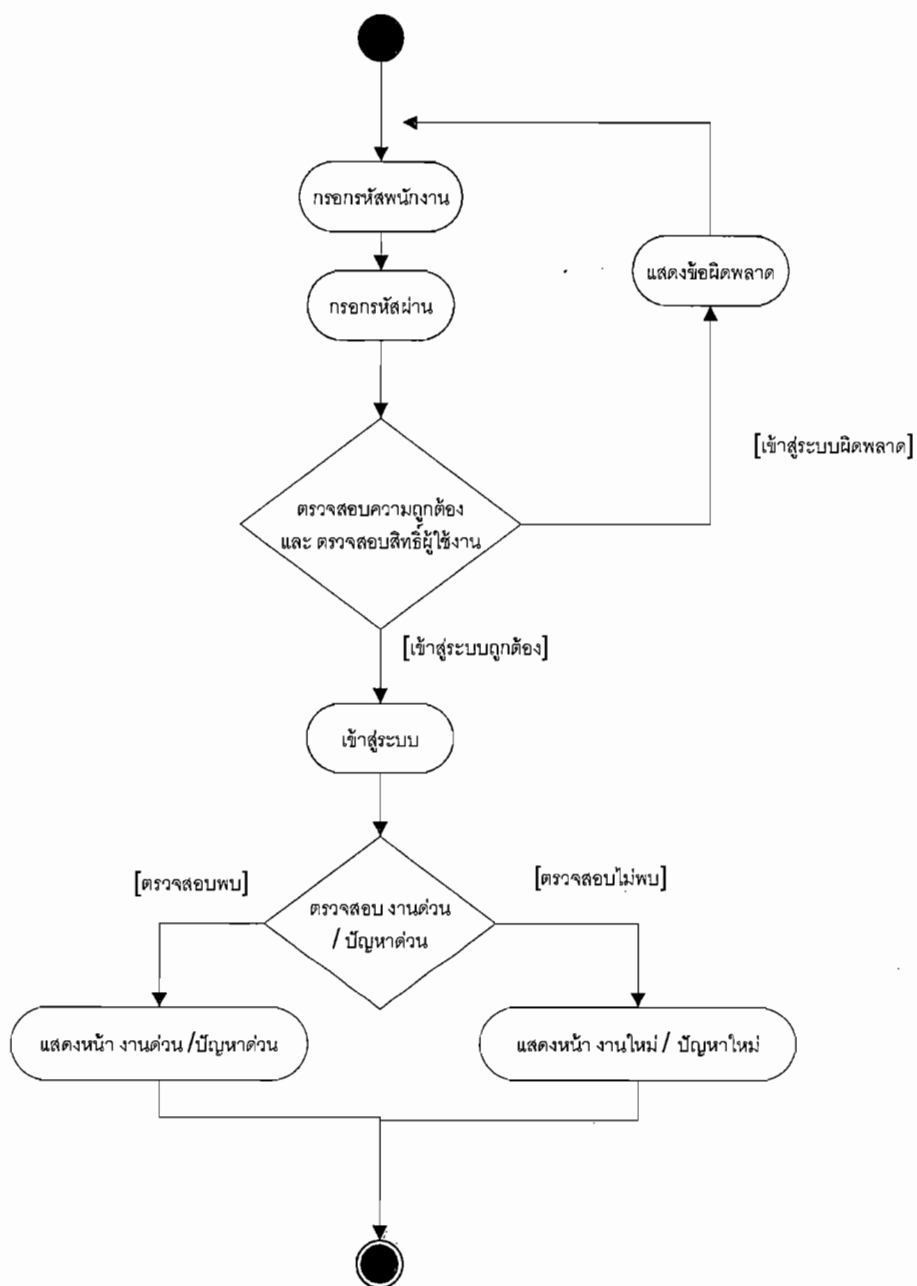 กรอกรหัสพนักงาน
แสดงข้อผิดพลาด
กรอกรหัสผ่าน
[เข้าสู่ระบบผิดพลาด]
ตรวจสอบความถูกต้อง
และ ตรวจสอบสิทธิ์ผู้ใช้งาน
[เข้าสู่ระบบถูกต้อง]
เข้าสู่ระบบ
[ตรวจสอบพบ]
[ตรวจสอบไม่พบ]
ตรวจสอบ งานด่วน
/ ปัญหาด่วน
แสดงหน้า งานด่วน /ปัญหาด่วน
แสดงหน้า งานใหม่ / ปัญหาใหม่